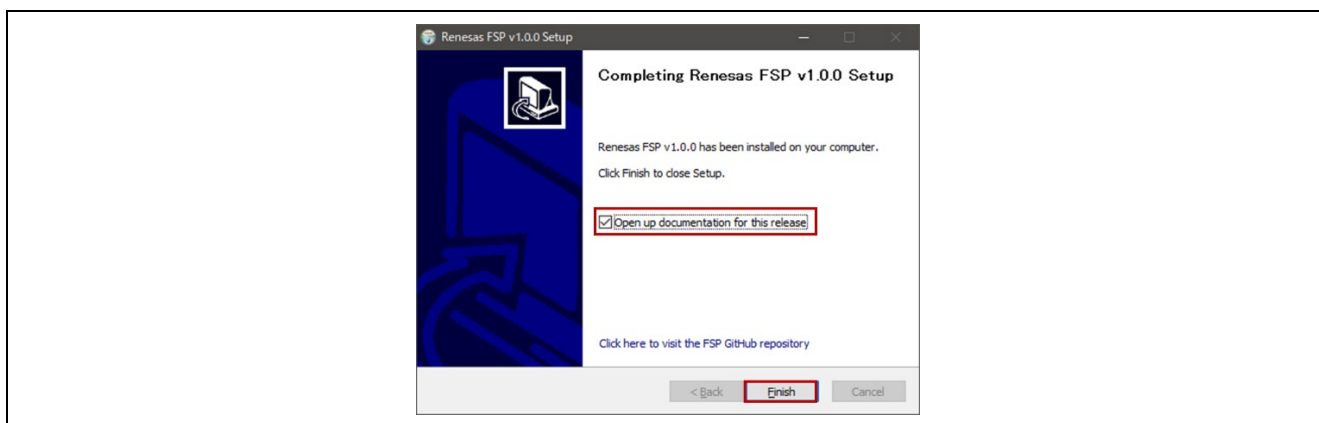 Renesas FSP v1.0.0 Setup
Completing Renesas FSP v1.0.0 Setup
Renesas FSP v1.0.0 has been installed on your computer.
Click Finish to close Setup.
Open up documentation for this release
Click here to visit the FSP GitHub repository
< Back Finish Cancel